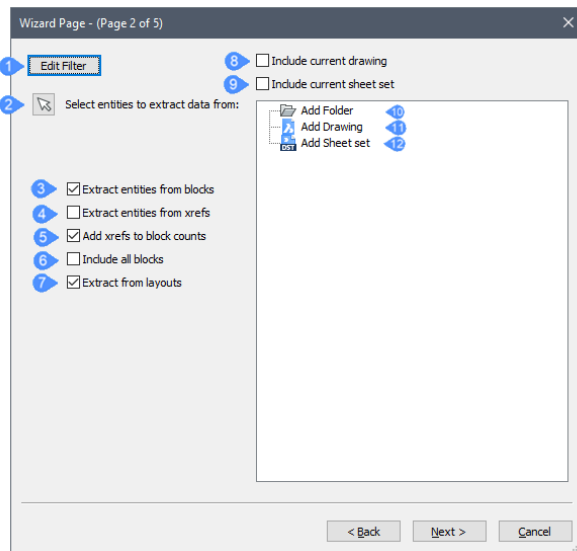 Wizard Page - (Page 2 of 5)
1 Edit Filter
8 Include current drawing
9 Include current sheet set
2 Select entities to extract data from:
Add Folder 10
Add Drawing 11
DST Add Sheet set 12
3 Extract entities from blocks
4 Extract entities from xrefs
5 Add xrefs to block counts
6 Include all blocks
7 Extract from layouts
< Back Next > Cancel